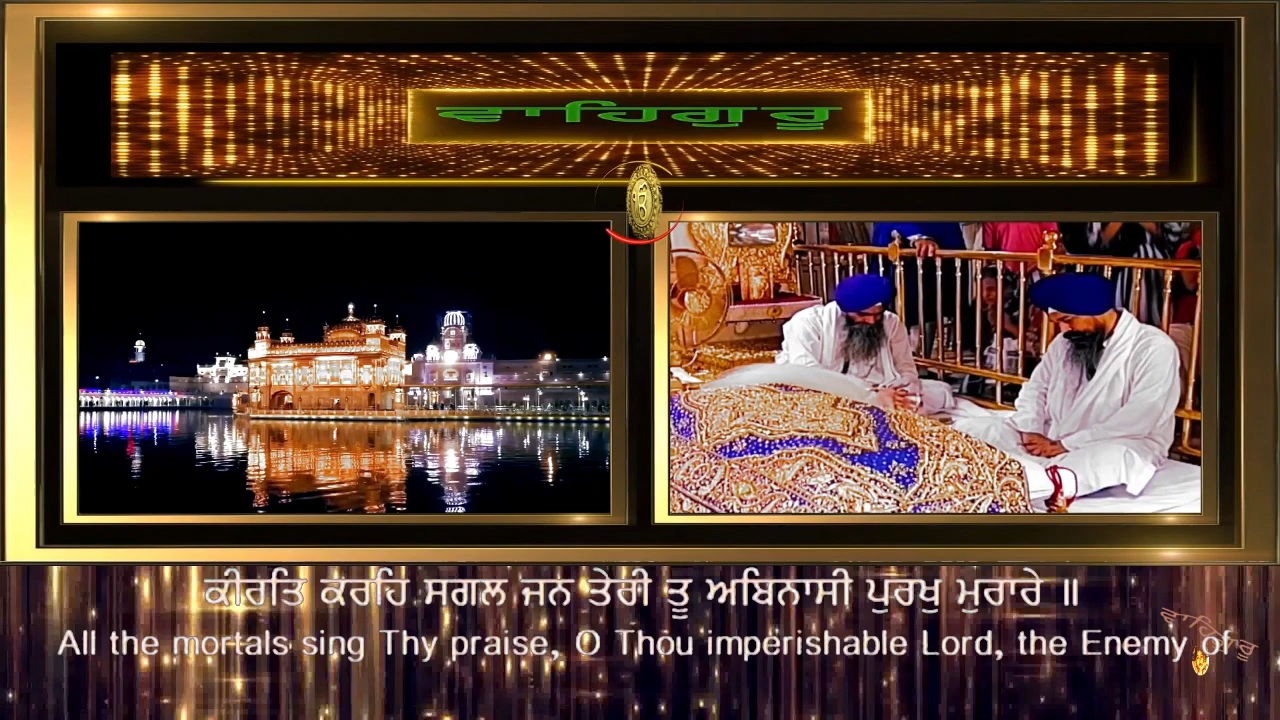 ਵਾਹਿਗੁਰੂ
ੴ
ਕੀਰਤਿ ਕਰਹਿ ਸਗਲ ਜਨ ਤੇਰੀ ਤੂ ਅਬਿਨਾਸੀ ਪੁਰਖੁ ਮੁਰਾਰੇ ॥
All the mortals sing Thy praise, O Thou imperishable Lord, the Enemy of
ਵਾਹਿਗੁਰੂ